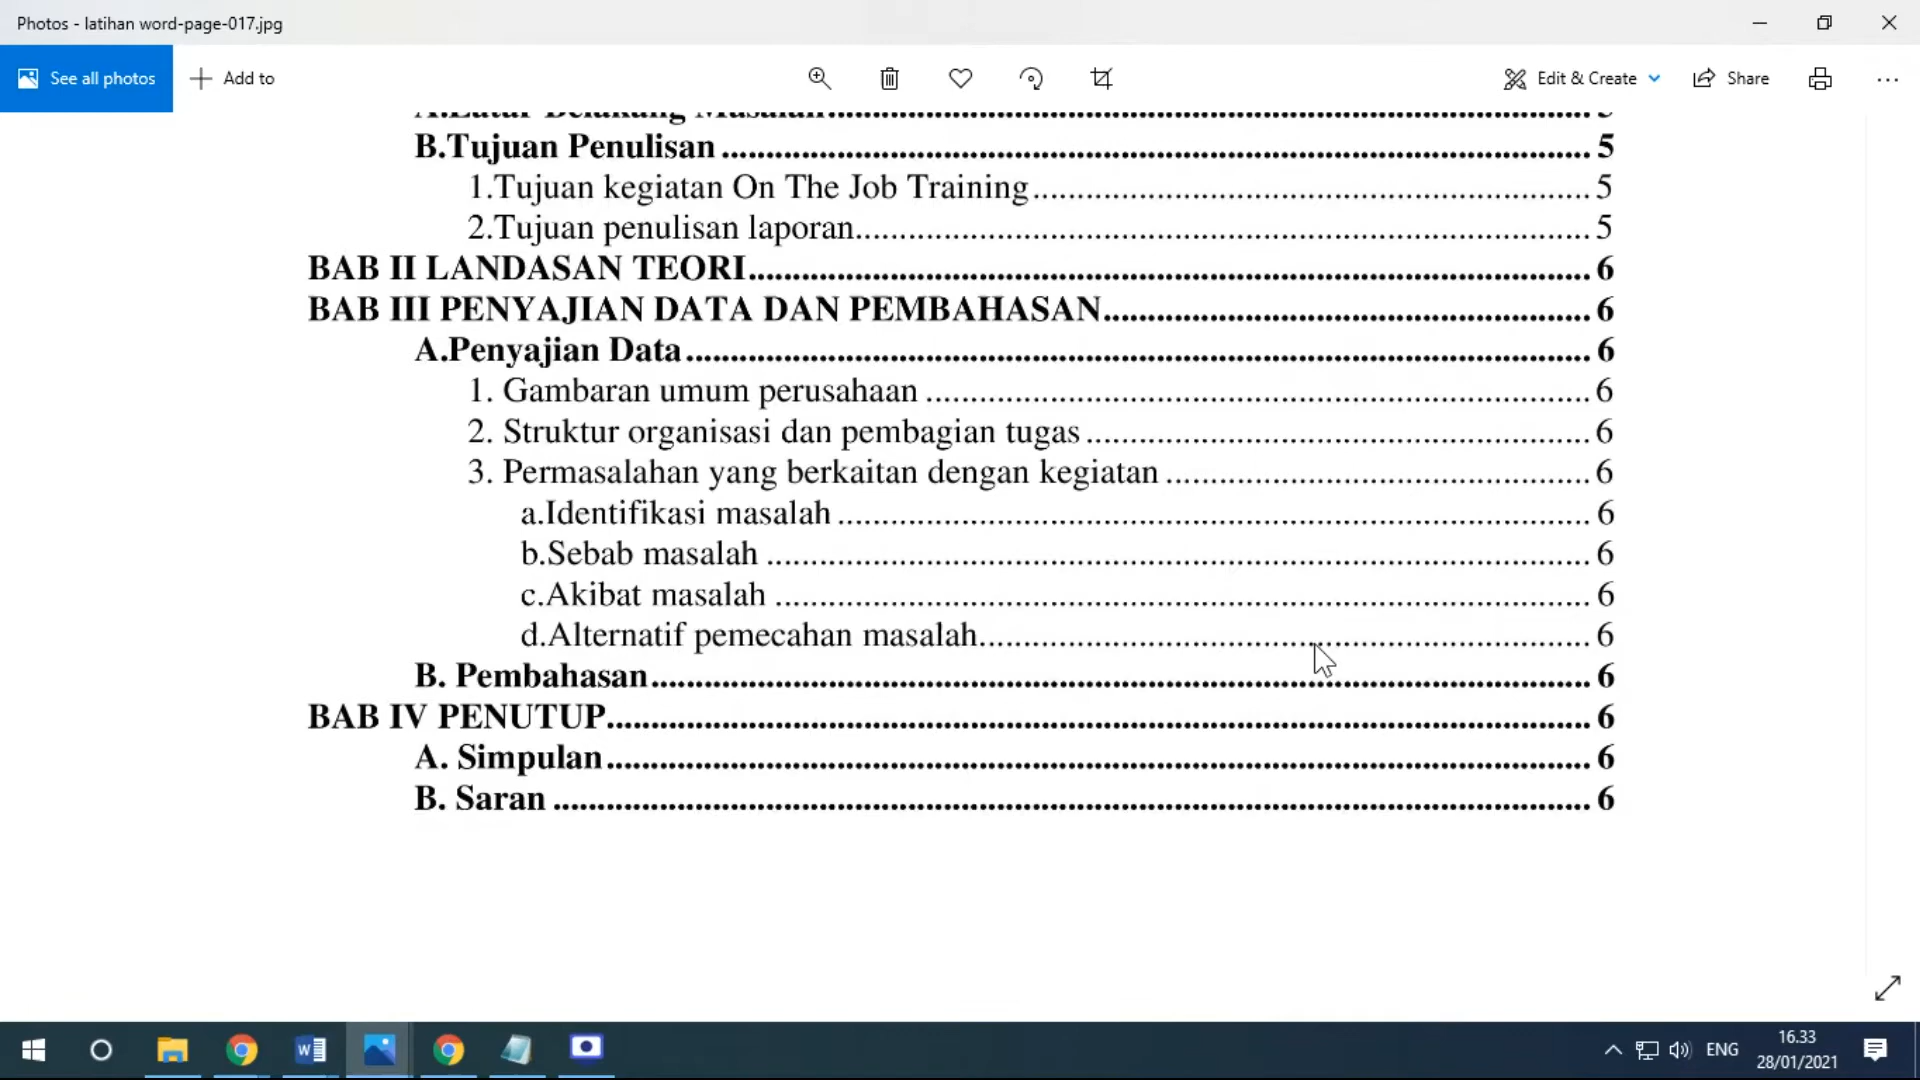 Photos - latihan word-page-017.jpg
See all photos
Add to
Edit & Create
Share
A.Latar Belakang Masalah........................................ 5
B.Tujuan Penulisan ........................................ 5
1.Tujuan kegiatan On The Job Training........................................ 5
2.Tujuan penulisan laporan........................................ 5
BAB II LANDASAN TEORI........................................ 6
BAB III PENYAJIAN DATA DAN PEMBAHASAN........................................ 6
A.Penyajian Data........................................ 6
1. Gambaran umum perusahaan ........................................ 6
2. Struktur organisasi dan pembagian tugas ........................................ 6
3. Permasalahan yang berkaitan dengan kegiatan ........................................ 6
a.Identifikasi masalah ........................................ 6
b.Sebab masalah ........................................ 6
c.Akibat masalah ........................................ 6
d.Alternatif pemecahan masalah........................................ 6
B. Pembahasan........................................ 6
BAB IV PENUTUP........................................ 6
A. Simpulan........................................ 6
B. Saran ........................................ 6
ENG
16.33
28/01/2021